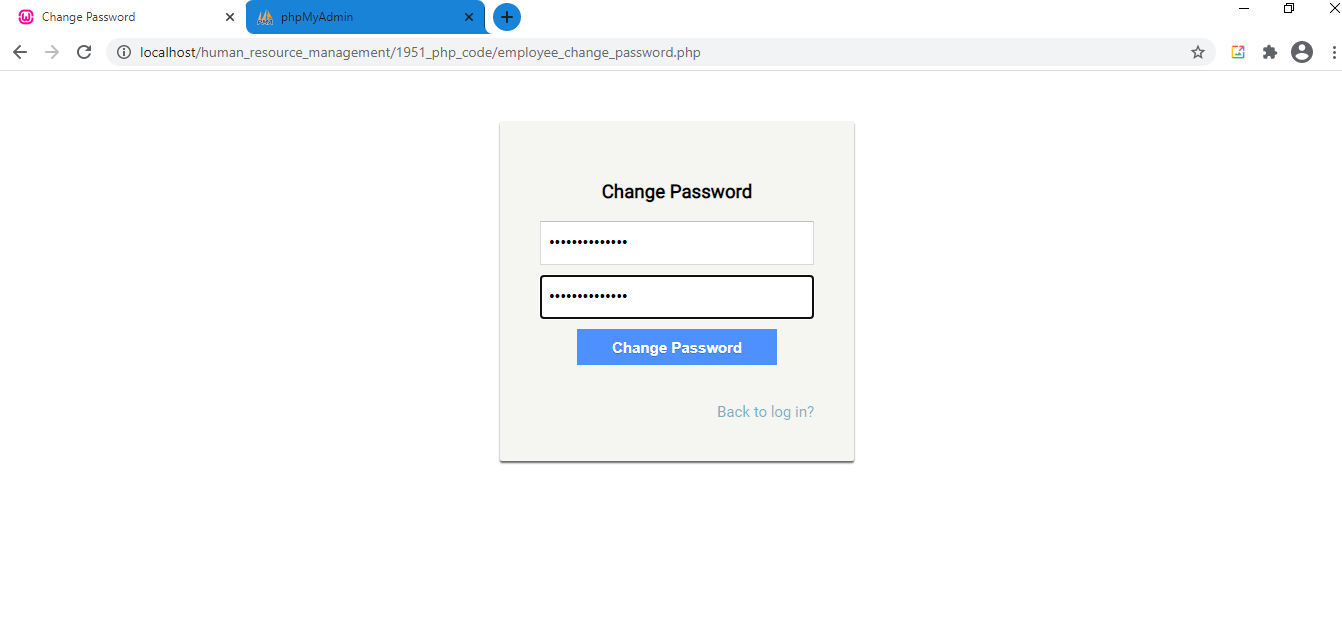 Change Password
phpMyAdmin
localhost/human_resource_management/1951_php_code/employee_change_password.php
Change Password
••••••••••••••
••••••••••••••
Change Password
Back to log in?